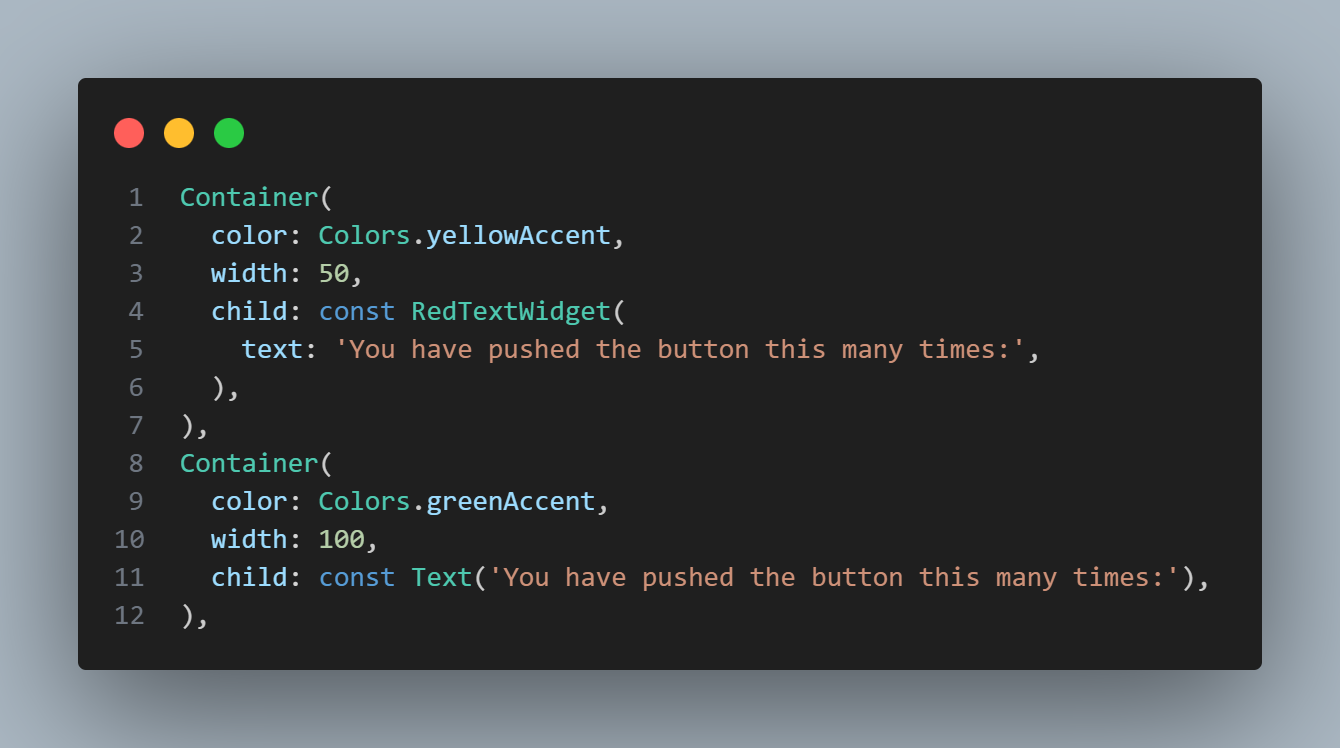 1 Container(
2   color: Colors.yellowAccent,
3   width: 50,
4   child: const RedTextWidget(
5     text: 'You have pushed the button this many times:',
6   ),
7 ),
8 Container(
9   color: Colors.greenAccent,
10   width: 100,
11   child: const Text('You have pushed the button this many times:'),
12 ),